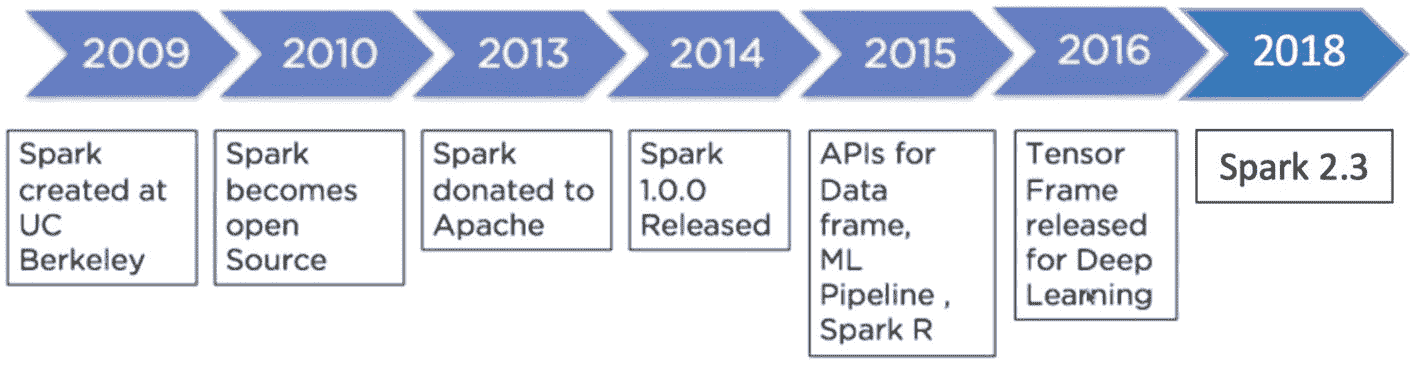 2009 2010 2013 2014 2015 2016 2018
Spark
created at
UC
Berkeley
Spark
becomes
open
Source
Spark
donated to
Apache
Spark
1.0.0
Released
APIs for
Data
frame,
ML
Pipeline ,
Spark R
Tensor
Frame
released
for Deep
Learning
Spark 2.3